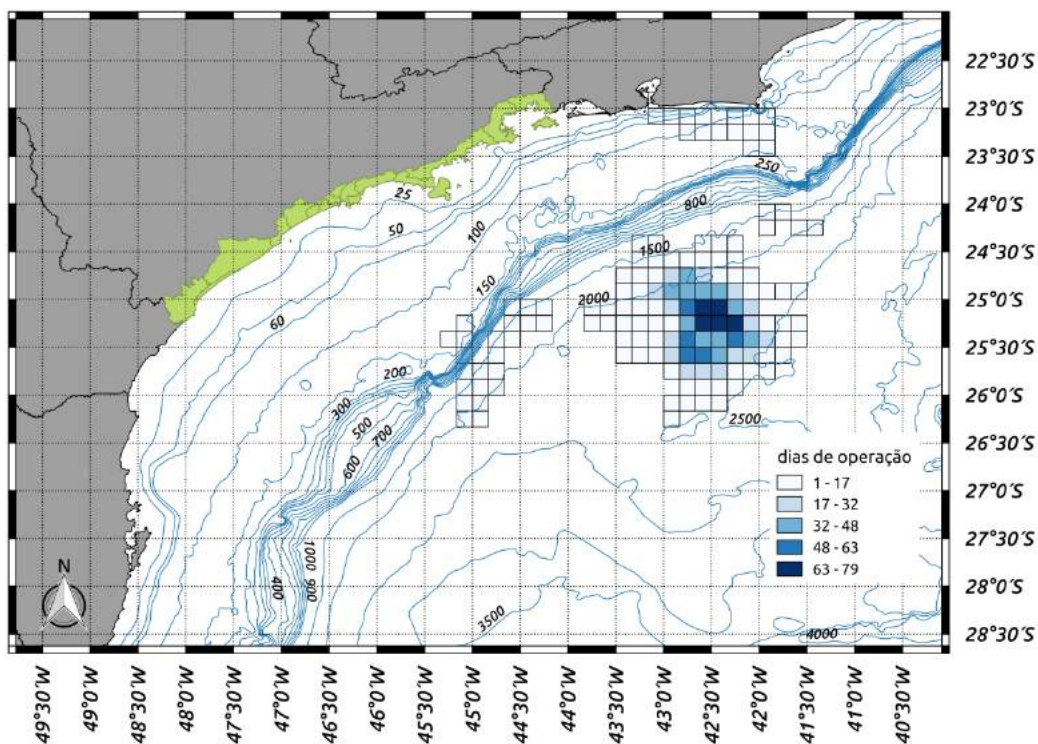 22°30′S
23°0′S
23°30′S
24°0′S
24°30′S
25°0′S
25°30′S
26°0′S
26°30′S
27°0′S
27°30′S
28°0′S
28°30′S
25
50
60
100
150
250
800
1500
2000
200
300
500
700
600
2500
dias de operação
1 - 17
17 - 32
32 - 48
48 - 63
63 - 79
1000
900
400
3500
4000
N
49°30′W
49°0′W
48°30′W
48°0′W
47°30′W
47°0′W
46°30′W
46°0′W
45°30′W
45°0′W
44°30′W
44°0′W
43°30′W
43°0′W
42°30′W
42°0′W
41°30′W
41°0′W
40°30′W